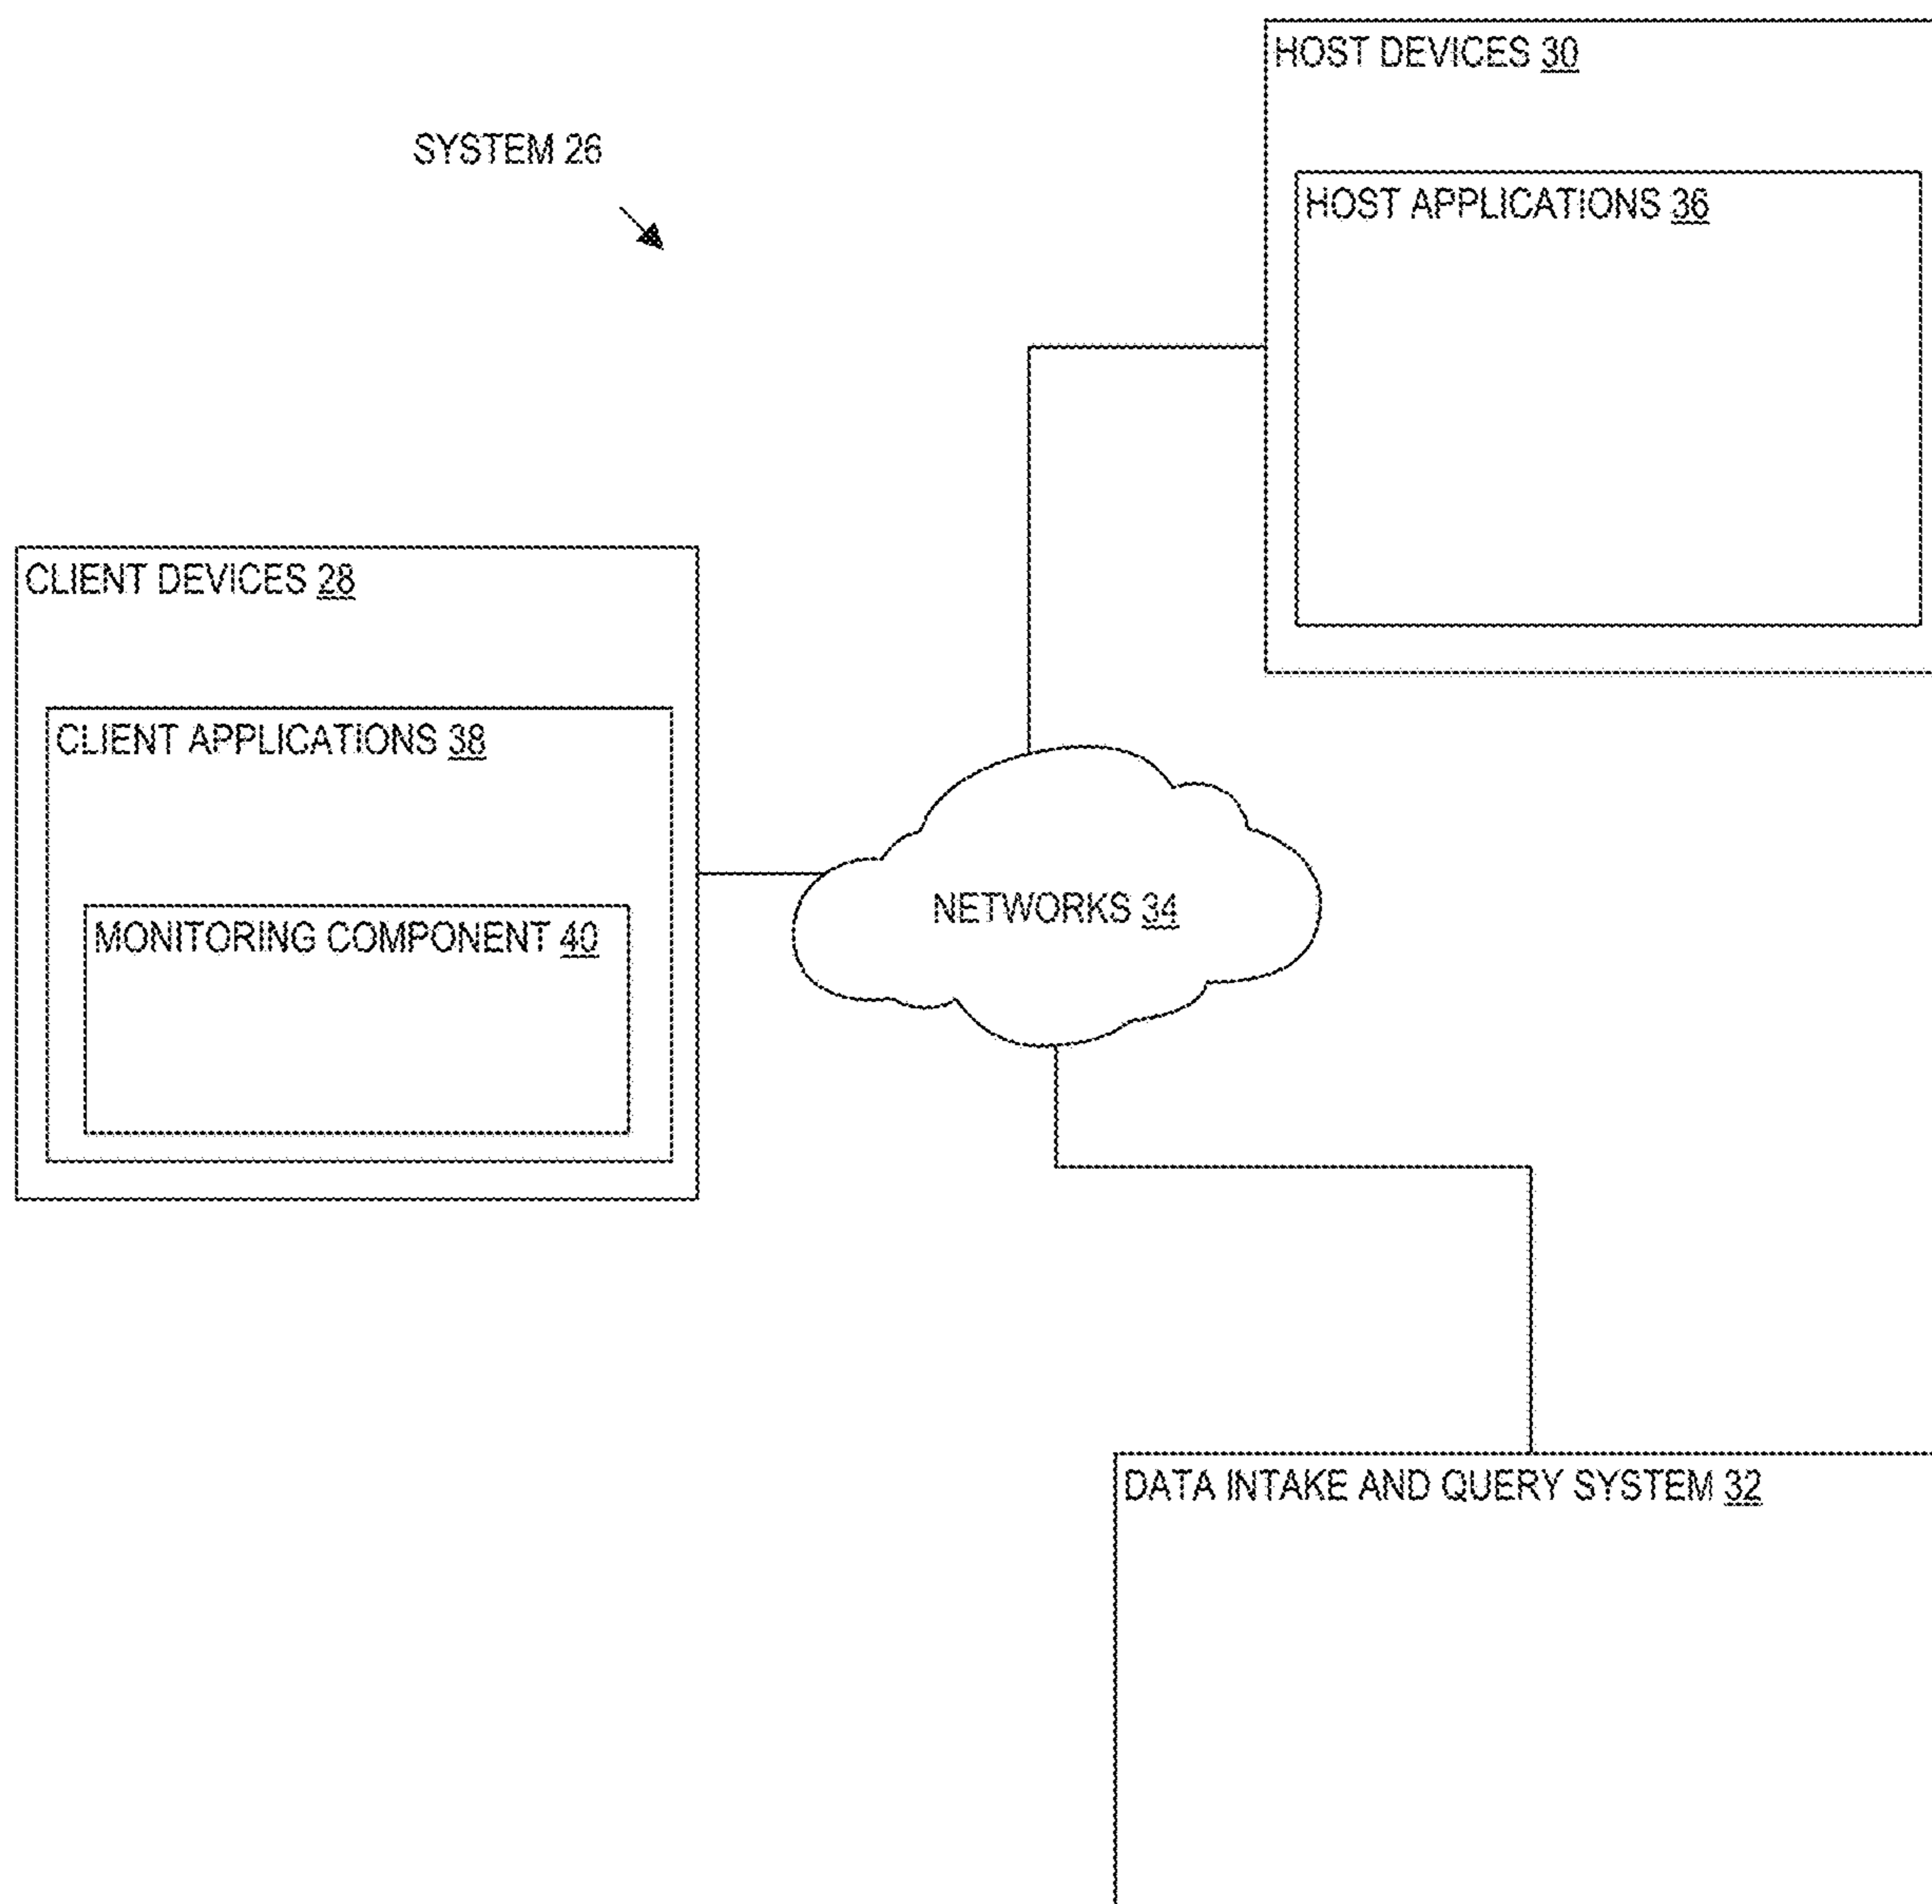 HOST DEVICES 30
SYSTEM 26
HOST APPLICATIONS 36
CLIENT DEVICES 28
CLIENT APPLICATIONS 38
NETWORKS 34
MONITORING COMPONENT 40
DATA INTAKE AND QUERY SYSTEM 32